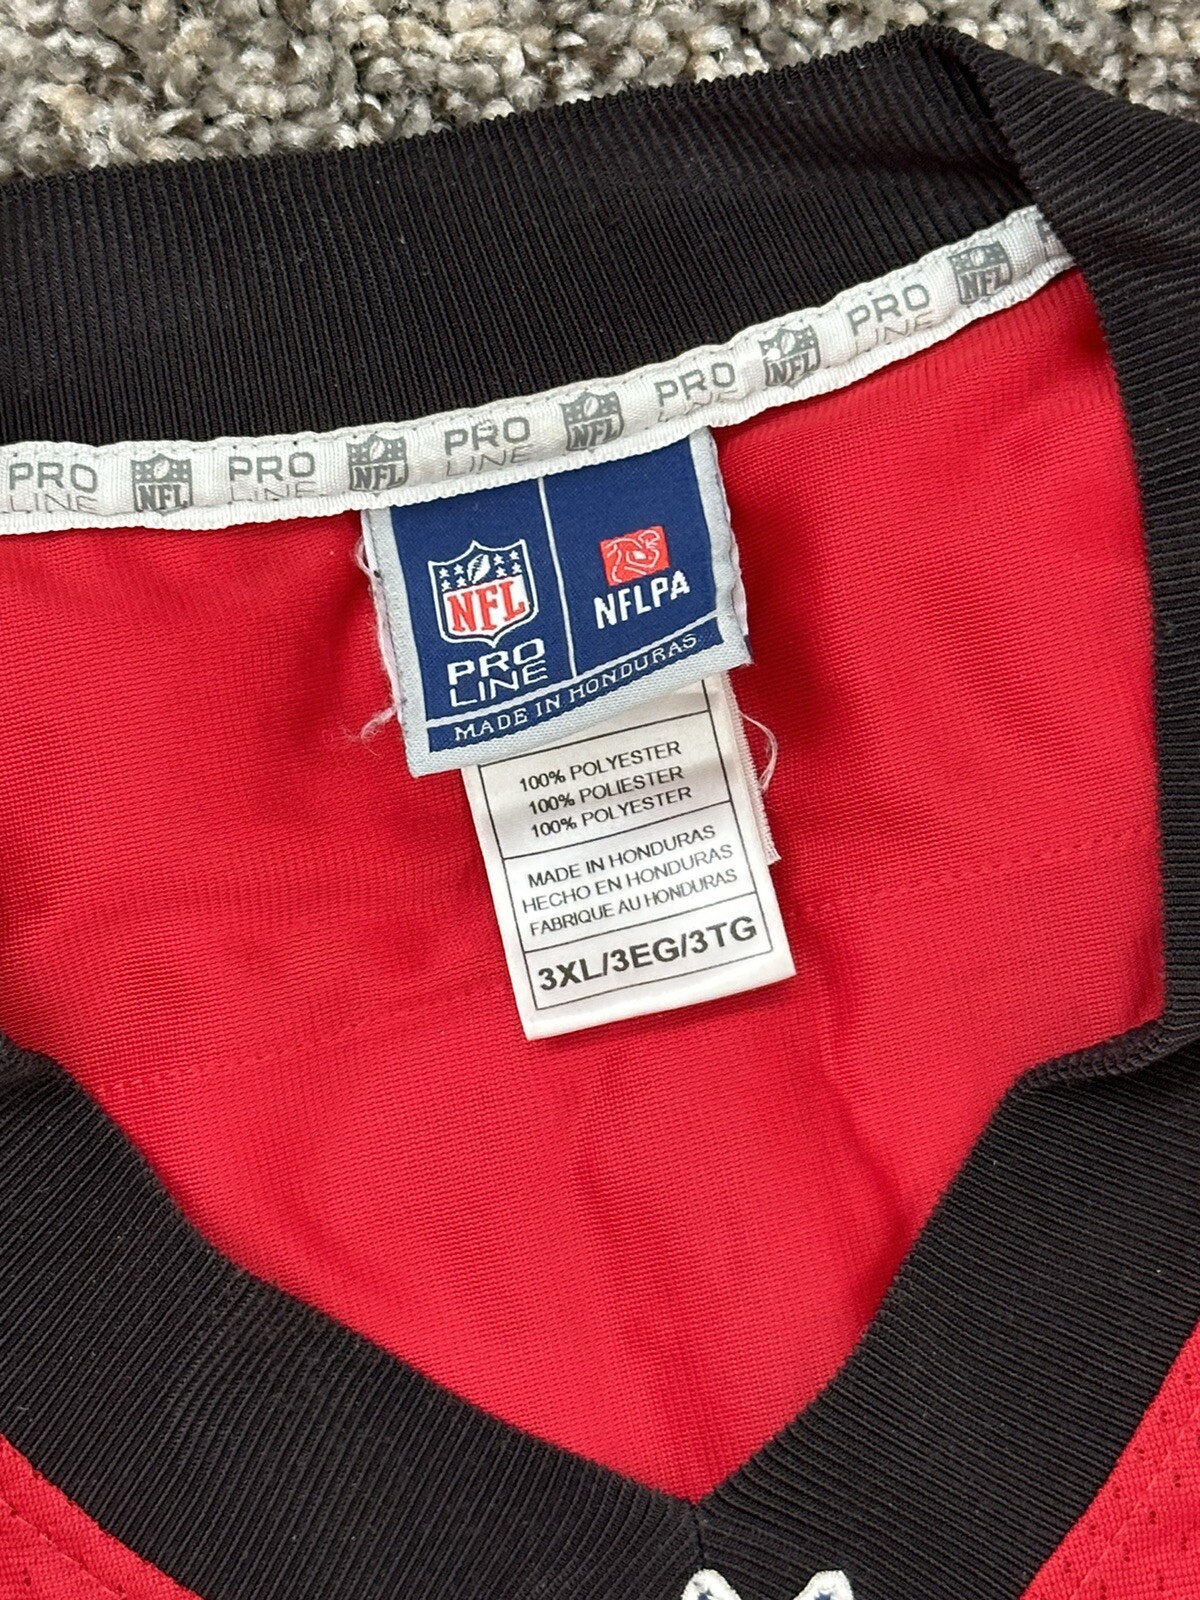 PRO LINE NFL PRO LINE NFL PRO LINE NFL PRO LINE NFL PRO LINE NFL
NFL
PRO
LINE
NFLPA
MADE IN HONDURAS
100% POLYESTER
100% POLIESTER
100% POLYESTER
MADE IN HONDURAS
HECHO EN HONDURAS
FABRIQUE AU HONDURAS
3XL/3EG/3TG